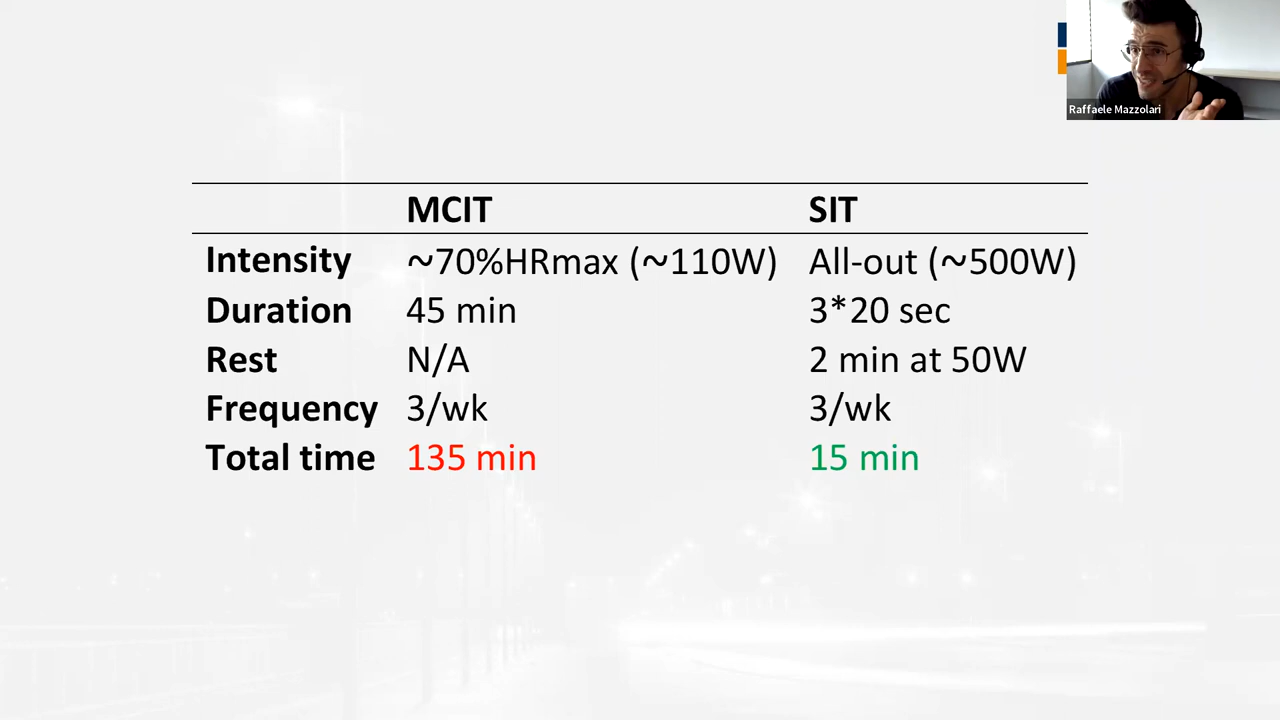 Raffaele Mazzolari
MCIT SIT
Intensity ~70%HRmax (~110W) All-out (~500W)
Duration 45 min 3*20 sec
Rest N/A 2 min at 50W
Frequency 3/wk 3/wk
Total time 135 min 15 min